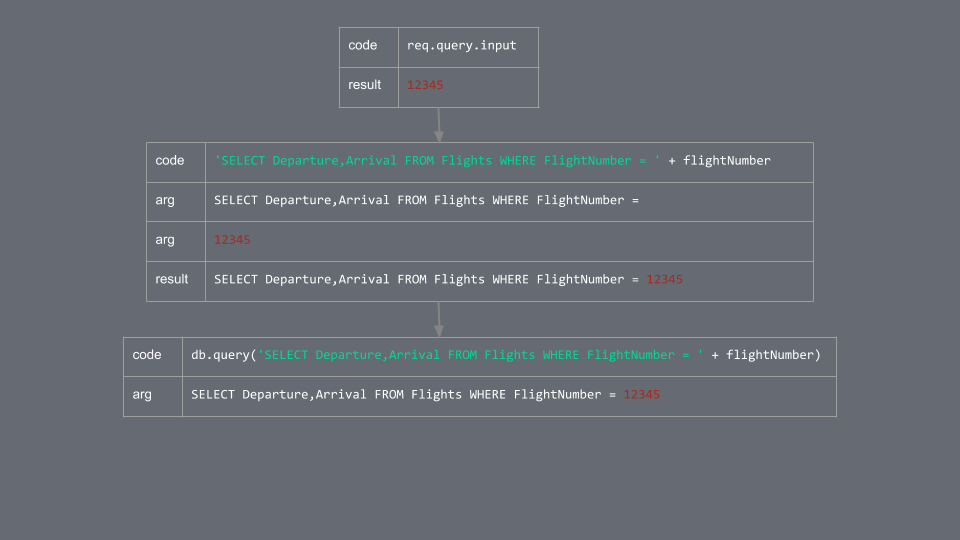 code req.query.input
result 12345
code 'SELECT Departure,Arrival FROM Flights WHERE FlightNumber = ' + flightNumber
arg SELECT Departure,Arrival FROM Flights WHERE FlightNumber =
arg 12345
result SELECT Departure,Arrival FROM Flights WHERE FlightNumber = 12345
code db.query('SELECT Departure,Arrival FROM Flights WHERE FlightNumber = ' + flightNumber)
arg SELECT Departure,Arrival FROM Flights WHERE FlightNumber = 12345